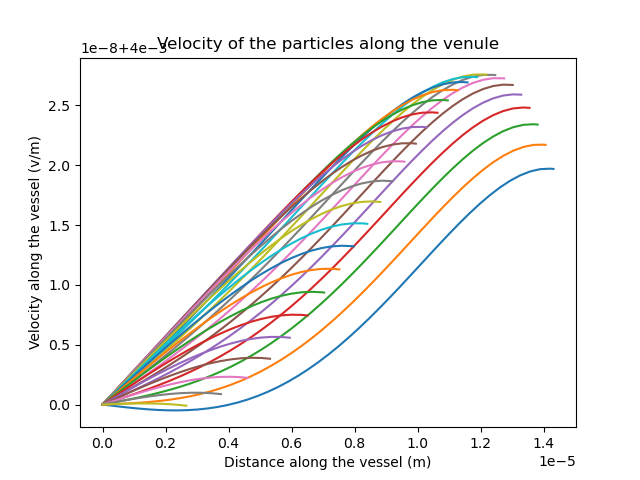 Velocity of the particles along the venule
1e−8+4e−3
2.5
2.0
1.5
1.0
0.5
0.0
Velocity along the vessel (v/m)
0.0 0.2 0.4 0.6 0.8 1.0 1.2 1.4
1e−5
Distance along the vessel (m)